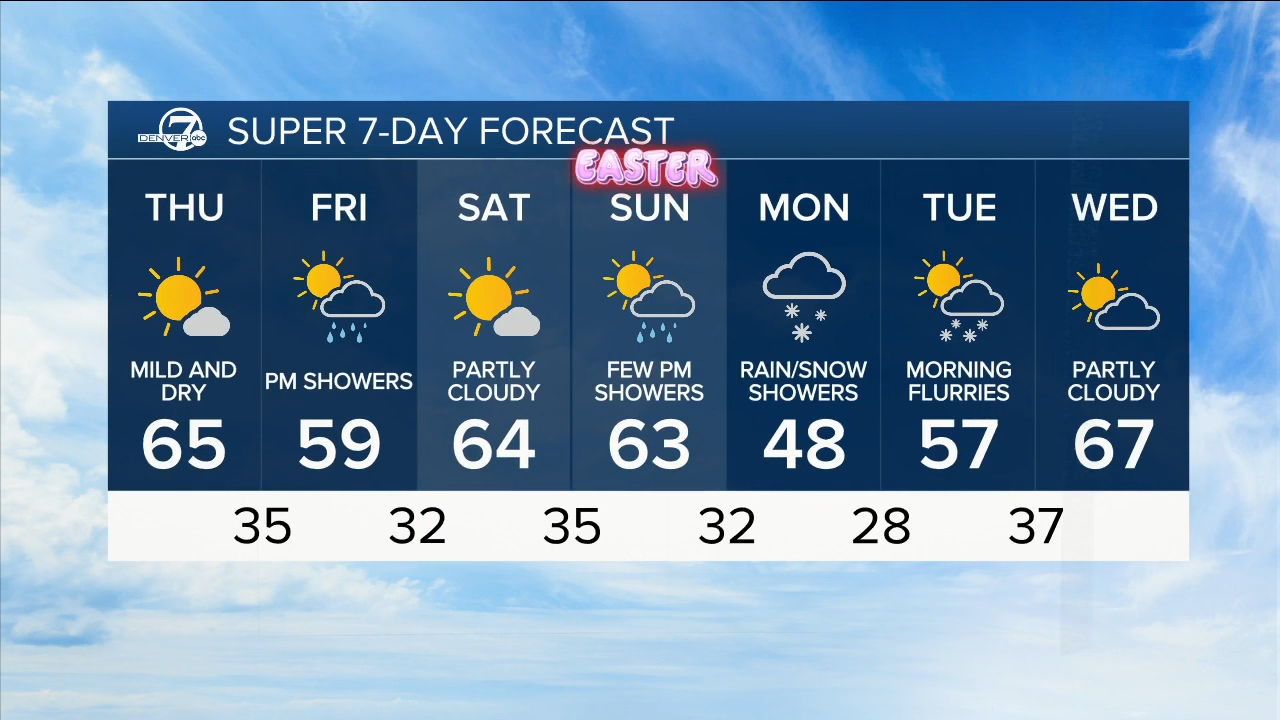 7
DENVER abc
SUPER 7-DAY FORECAST
EASTER
THU FRI SAT SUN MON TUE WED
MILD AND DRY
PM SHOWERS
PARTLY CLOUDY
FEW PM SHOWERS
RAIN/SNOW SHOWERS
MORNING FLURRIES
PARTLY CLOUDY
65 59 64 63 48 57 67
35 32 35 32 28 37